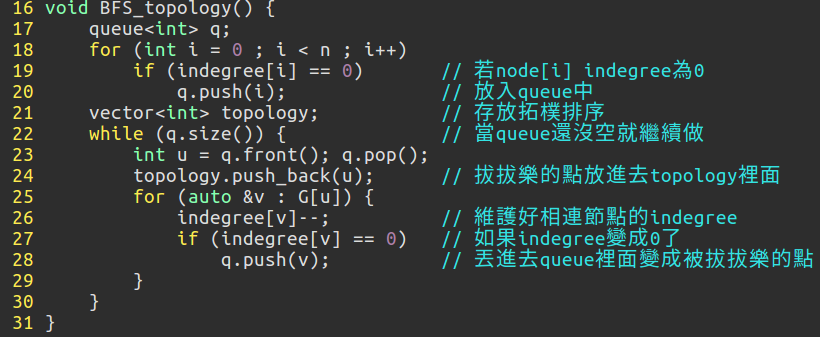 16 void BFS_topology() {
17     queue<int> q;
18     for (int i = 0 ; i < n ; i++)
19         if (indegree[i] == 0)       // 若node[i] indegree為0
20             q.push(i);              // 放入queue中
21     vector<int> topology;           // 存放拓樸排序
22     while (q.size()) {              // 當queue還沒空就繼續做
23         int u = q.front(); q.pop();
24         topology.push_back(u);      // 拔拔樂的點放進去topology裡面
25         for (auto &v : G[u]) {
26             indegree[v]--;          // 維護好相連節點的indegree
27             if (indegree[v] == 0)   // 如果indegree變成0了
28                 q.push(v);          // 丟進去queue裡面變成被拔拔樂的點
29         }
30     }
31 }